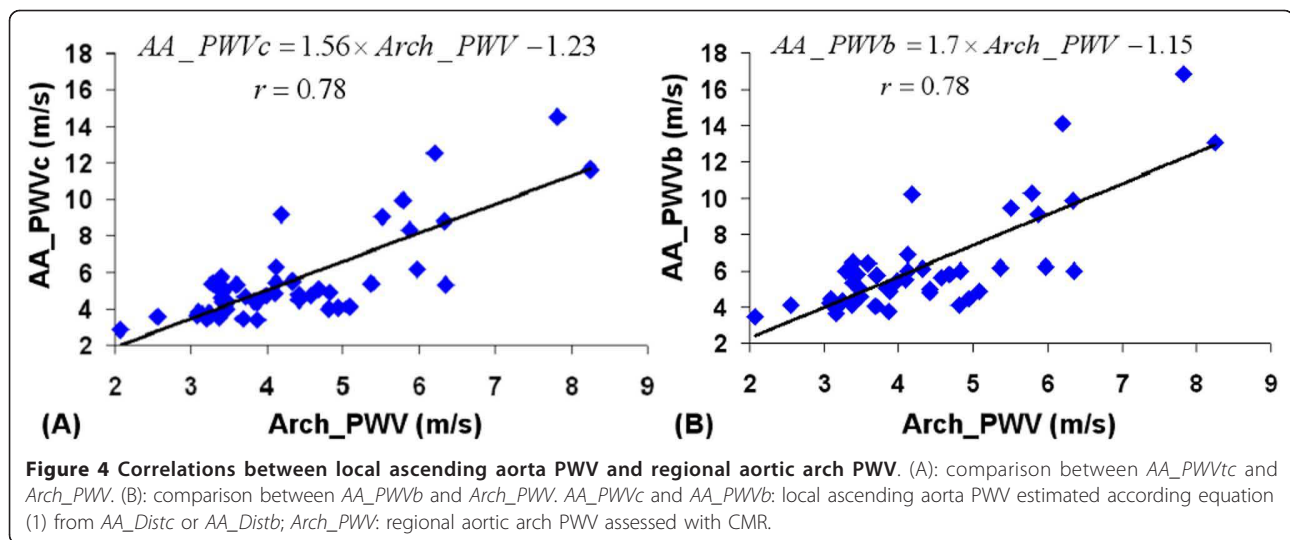 AA_PWVc = 1.56 × Arch_PWV − 1.23
r = 0.78
18
16
14
12
10
8
6
4
2
AA_PWVc (m/s)
2 3 4 5 6 7 8 9
(A) Arch_PWV (m/s)
AA_PWVb = 1.7 × Arch_PWV − 1.15
r = 0.78
18
16
14
12
10
8
6
4
2
AA_PWVb (m/s)
2 3 4 5 6 7 8 9
(B) Arch_PWV (m/s)
Figure 4 Correlations between local ascending aorta PWV and regional aortic arch PWV. (A): comparison between AA_PWVtc and
Arch_PWV. (B): comparison between AA_PWVb and Arch_PWV. AA_PWVc and AA_PWVb: local ascending aorta PWV estimated according equation
(1) from AA_Distc or AA_Distb; Arch_PWV: regional aortic arch PWV assessed with CMR.